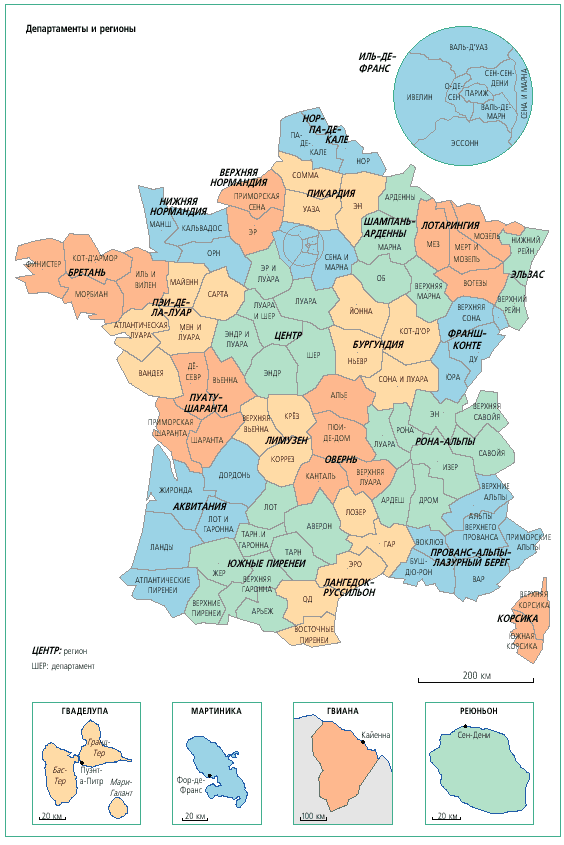 Департаменты и регионы
ИЛЬ-ДЕ-
ФРАНС
ВАЛЬ-Д'УАЗ
СЕН-СЕН-
ДЕНИ
О-ДЕ-
СЕН
ПАРИЖ
ИВЕЛИН
ВАЛЬ-ДЕ-
МАРН
СЕНА И МАРНА
ЭССОНН
НОР-
ПА-ДЕ-
КАЛЕ
ПА-
ДЕ-
КАЛЕ
НОР
ВЕРХНЯЯ
НОРМАНДИЯ
СОММА
ПИКАРДИЯ
ПРИМОРСКАЯ
СЕНА
УАЗА
ЭН
АРДЕННЫ
НИЖНЯЯ
НОРМАНДИЯ
МАНШ
КАЛЬВАДОС
ЭР
ОРН
СЕНА И
МАРНА
ШАМПАНЬ-
АРДЕННЫ
МАРНА
ЛОТАРИНГИЯ
МЕЗ
МОЗЕЛЬ
МЕРТ И
МОЗЕЛЬ
НИЖНИЙ
РЕЙН
ЭЛЬЗАС
ФИНИСТЕР
КОТ-Д'АРМОР
БРЕТАНЬ
ИЛЬ И
ВИЛЕН
МОРБИАН
МАЙЕНН
САРТА
ЭР И
ЛУАРА
ОБ
ВЕРХНЯЯ
МАРНА
ВОГЕЗЫ
ВЕРХНИЙ
РЕЙН
ПЭИ-ДЕ-
ЛА-ЛУАР
ЛУАРА
И ШЕР
ЛУАРА
ЙОННА
ВЕРХНЯЯ
СОНА
АТЛАНТИЧЕСКАЯ
ЛУАРА
МЕН И
ЛУАРА
ЭНДР И
ЛУАРА
ЦЕНТР
КОТ-Д'ОР
ФРАНШ-
КОНТЕ
БУРГУНДИЯ
ШЕР
НЬЕВР
ДУ
ВАНДЕЯ
ДЁ-
СЕВР
ВЬЕННА
ЭНДР
СОНА И ЛУАРА
ЮРА
ПУАТУ-
ШАРАНТА
АЛЬЕ
ПРИМОРСКАЯ
ШАРАНТА
ШАРАНТА
ВЕРХНЯЯ
ВЬЕННА
КРЁЗ
ЛИМУЗЕН
ПЮИ-
ДЕ-ДОМ
ЭН
ВЕРХНЯЯ
САВОЙЯ
РОНА
ЛУАРА
РОНА-АЛЬПЫ
САВОЙЯ
КОРРЕЗ
ОВЕРНЬ
ИЗЕР
ДОРДОНЬ
КАНТАЛЬ
ВЕРХНЯЯ
ЛУАРА
ЖИРОНДА
АКВИТАНИЯ
АРДЕШ
ДРОМ
ВЕРХНИЕ
АЛЬПЫ
ЛОТ
ЛОЗЕР
ЛОТ И
ГАРОННА
АВЕРОН
АЛЬПЫ
ВЕРХНЕГО
ПРОВАНСА
ПРИМОРСКИЕ
АЛЬПЫ
ЛАНДЫ
ТАРН И
ГАРОННА
ТАРН
ГАР
ВОКЛЮЗ
ПРОВАНС-АЛЬПЫ-
ЛАЗУРНЫЙ БЕРЕГ
ЮЖНЫЕ ПИРЕНЕИ
ЖЕР
ЭРО
БУШ-
ДЮ-РОН
ВАР
АТЛАНТИЧЕСКИЕ
ПИРЕНЕИ
ВЕРХНЯЯ
ГАРОННА
ЛАНГЕДОК-
РУССИЛЬОН
ВЕРХНИЕ
ПИРЕНЕИ
АРЬЕЖ
ОД
ВОСТОЧНЫЕ
ПИРЕНЕИ
ВЕРХНЯЯ
КОРСИКА
КОРСИКА
ЮЖНАЯ
КОРСИКА
ЦЕНТР: регион
ШЕР: департамент
200 км
ГВАДЕЛУПА
Гранд-
Тер
Бас-
Тер
Пуэнт-
а-Питр
Мари-
Галант
20 км
МАРТИНИКА
Фор-де-
Франс
20 км
ГВИАНА
Кайенна
100 км
РЕЮНЬОН
Сен-Дени
20 км